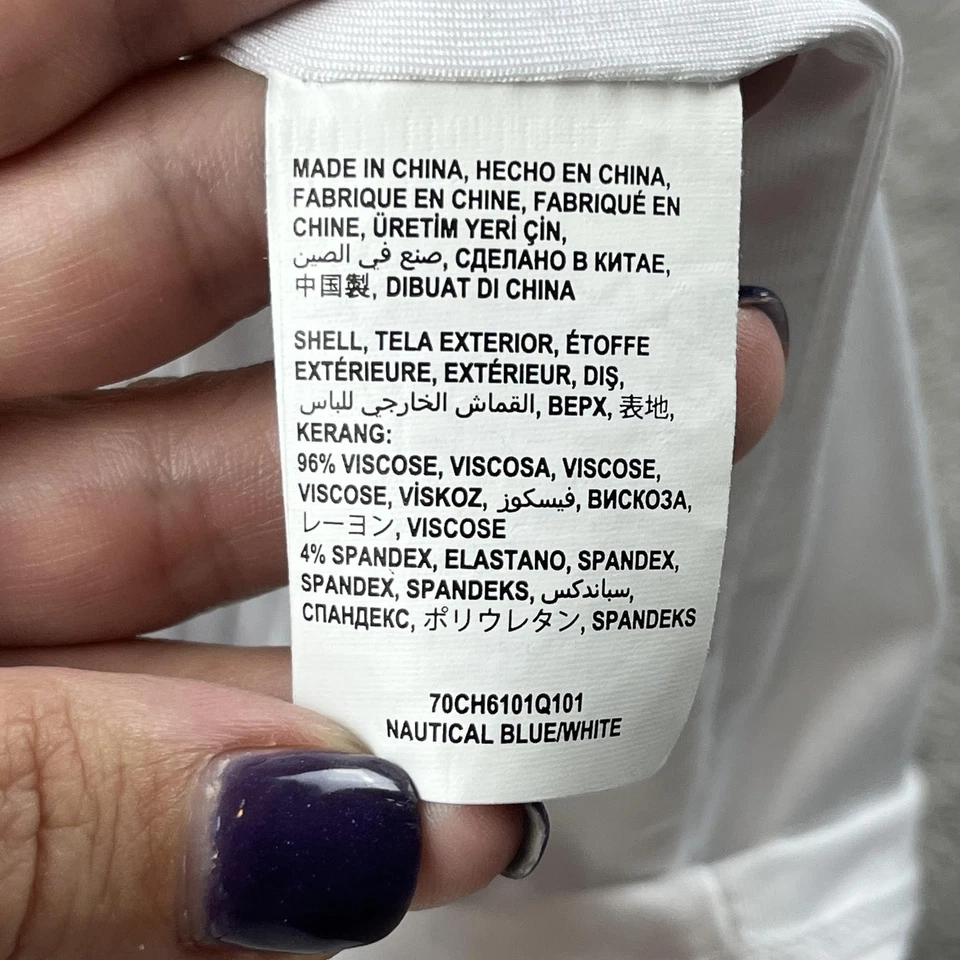 MADE IN CHINA, HECHO EN CHINA,
FABRIQUE EN CHINE, FABRIQUÉ EN
CHINE, ÜRETİM YERİ ÇİN,
صنع في الصين, СДЕЛАНО В КИТАЕ,
中国製, DIBUAT DI CHINA
SHELL, TELA EXTERIOR, ÉTOFFE
EXTÉRIEURE, EXTÉRIEUR, DIŞ,
القماش الخارجي للباس, ВЕРХ, 表地,
KERANG:
96% VISCOSE, VISCOSA, VISCOSE,
VISCOSE, VİSKOZ, فيسكوز, ВИСКОЗА,
レーヨン, VISCOSE
4% SPANDEX, ELASTANO, SPANDEX,
SPANDEX, SPANDEKS, سباندكس,
СПАНДЕКС, ポリウレタン, SPANDEKS
70CH6101Q101
NAUTICAL BLUE/WHITE